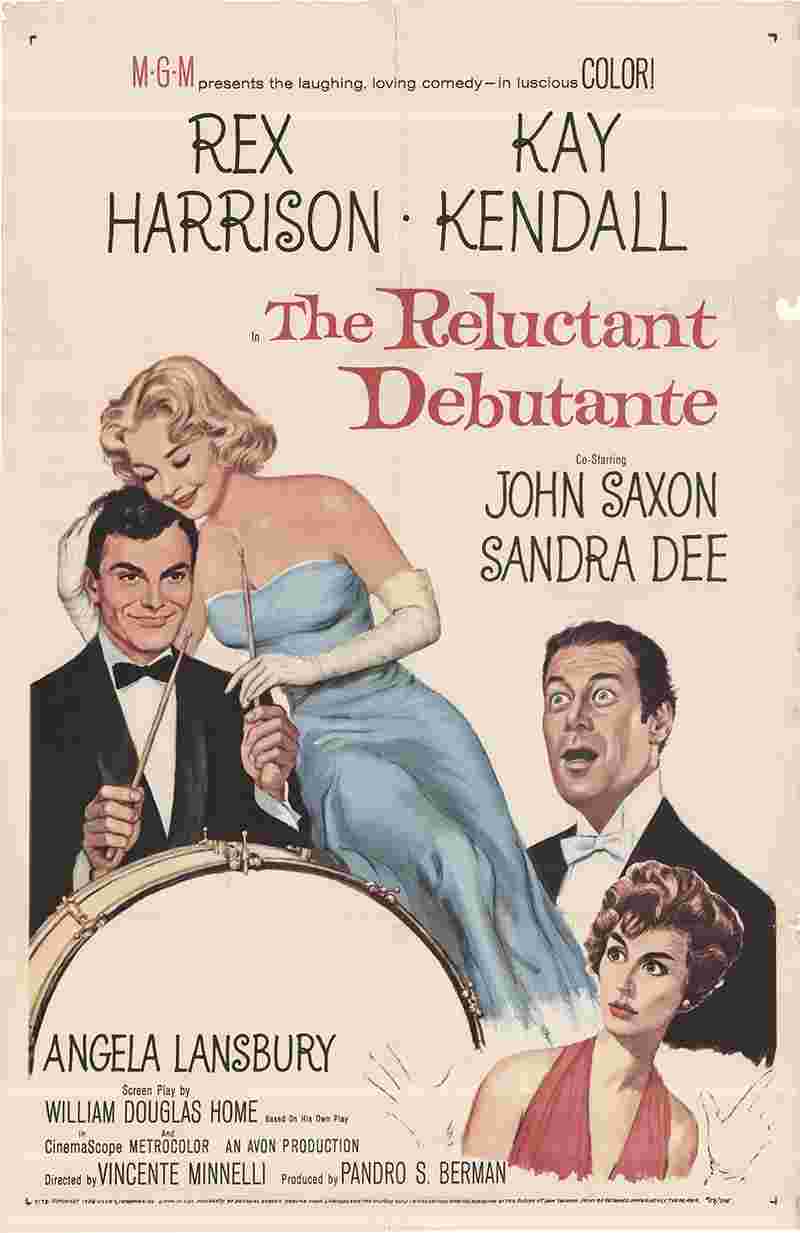 M·G·M presents the laughing, loving comedy—in luscious COLOR!
REX HARRISON · KAY KENDALL
in The Reluctant
Debutante
Co-Starring
JOHN SAXON
SANDRA DEE
ANGELA LANSBURY
Screen Play by
WILLIAM DOUGLAS HOME Based On His Own Play
in And
CinemaScope METROCOLOR AN AVON PRODUCTION
Directed by VINCENTE MINNELLI Produced by PANDRO S. BERMAN